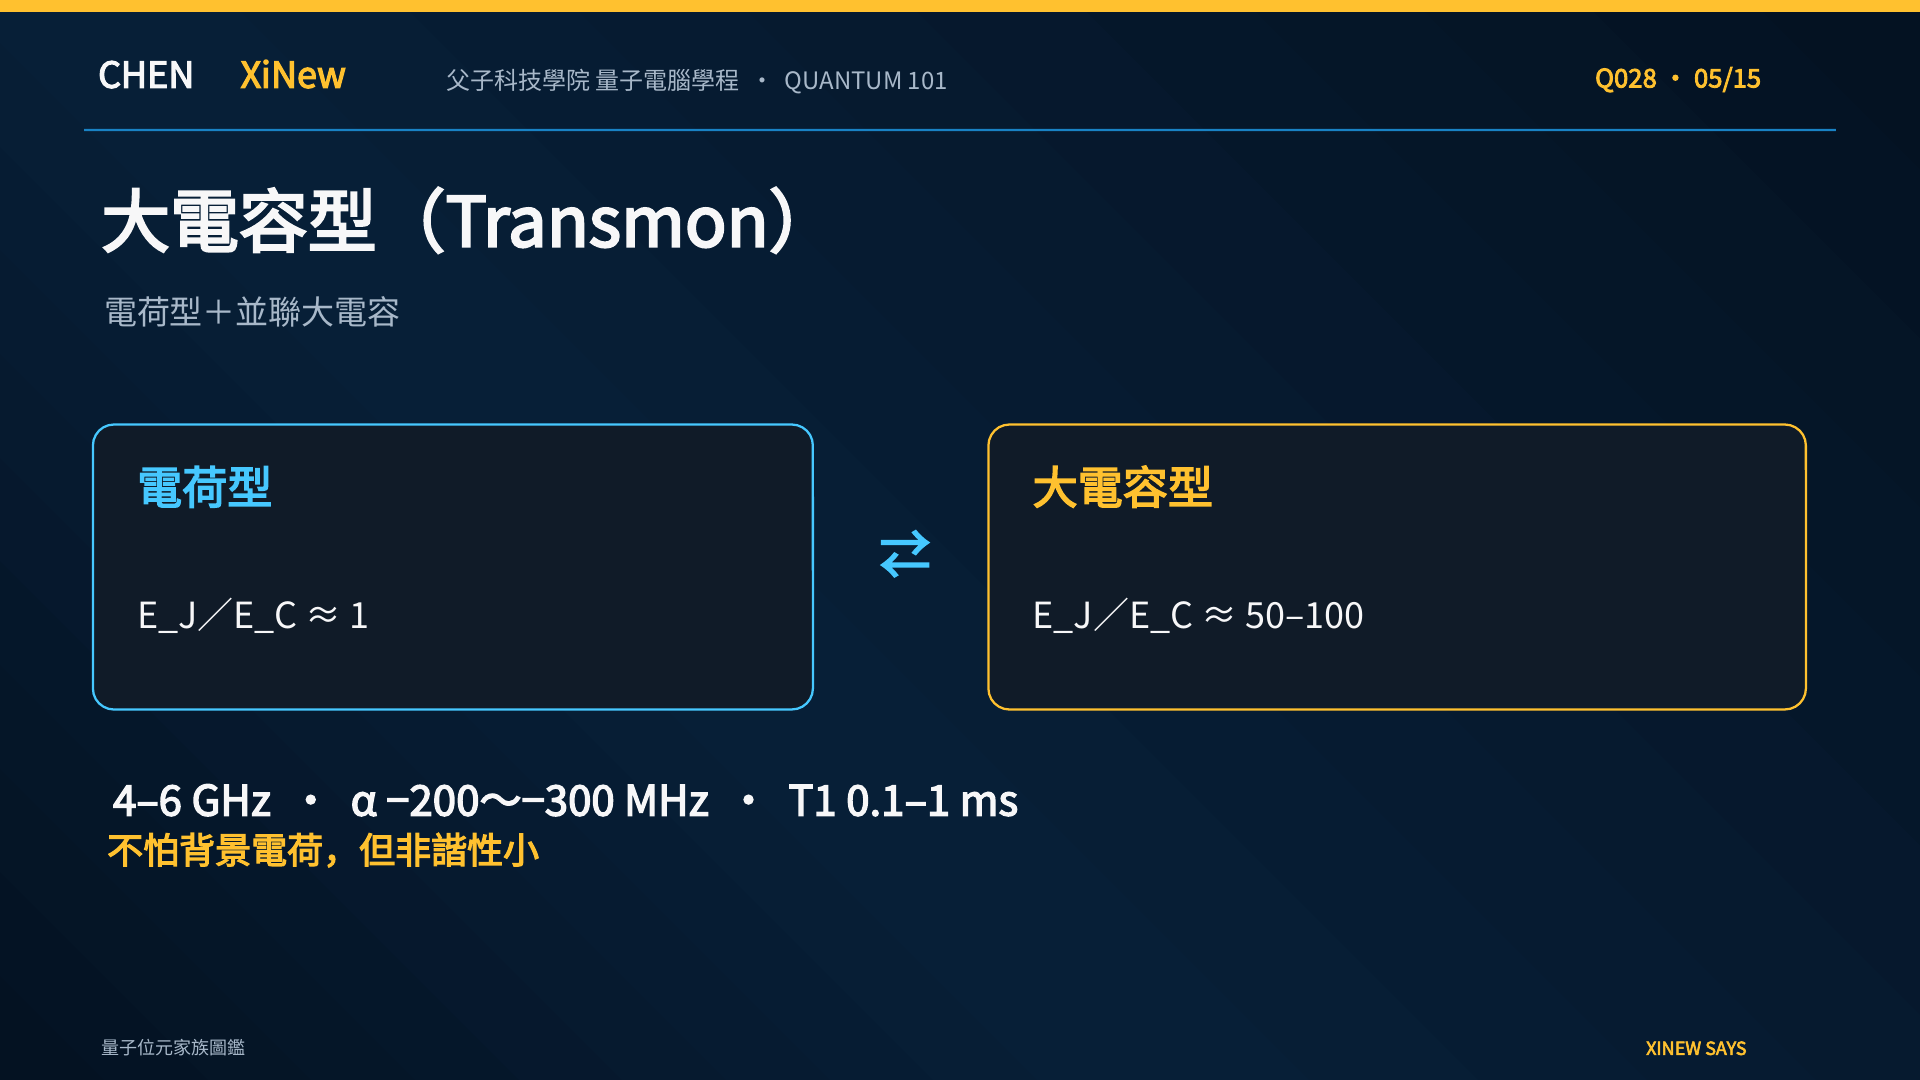 CHEN XiNew 父子科技學院 量子電腦學程 · QUANTUM 101 Q028 · 05/15
大電容型（Transmon）
電荷型＋並聯大電容
電荷型
E_J／E_C ≈ 1
⇄
大電容型
E_J／E_C ≈ 50–100
4–6 GHz · α −200～−300 MHz · T1 0.1–1 ms
不怕背景電荷，但非諧性小
量子位元家族圖鑑 XINEW SAYS